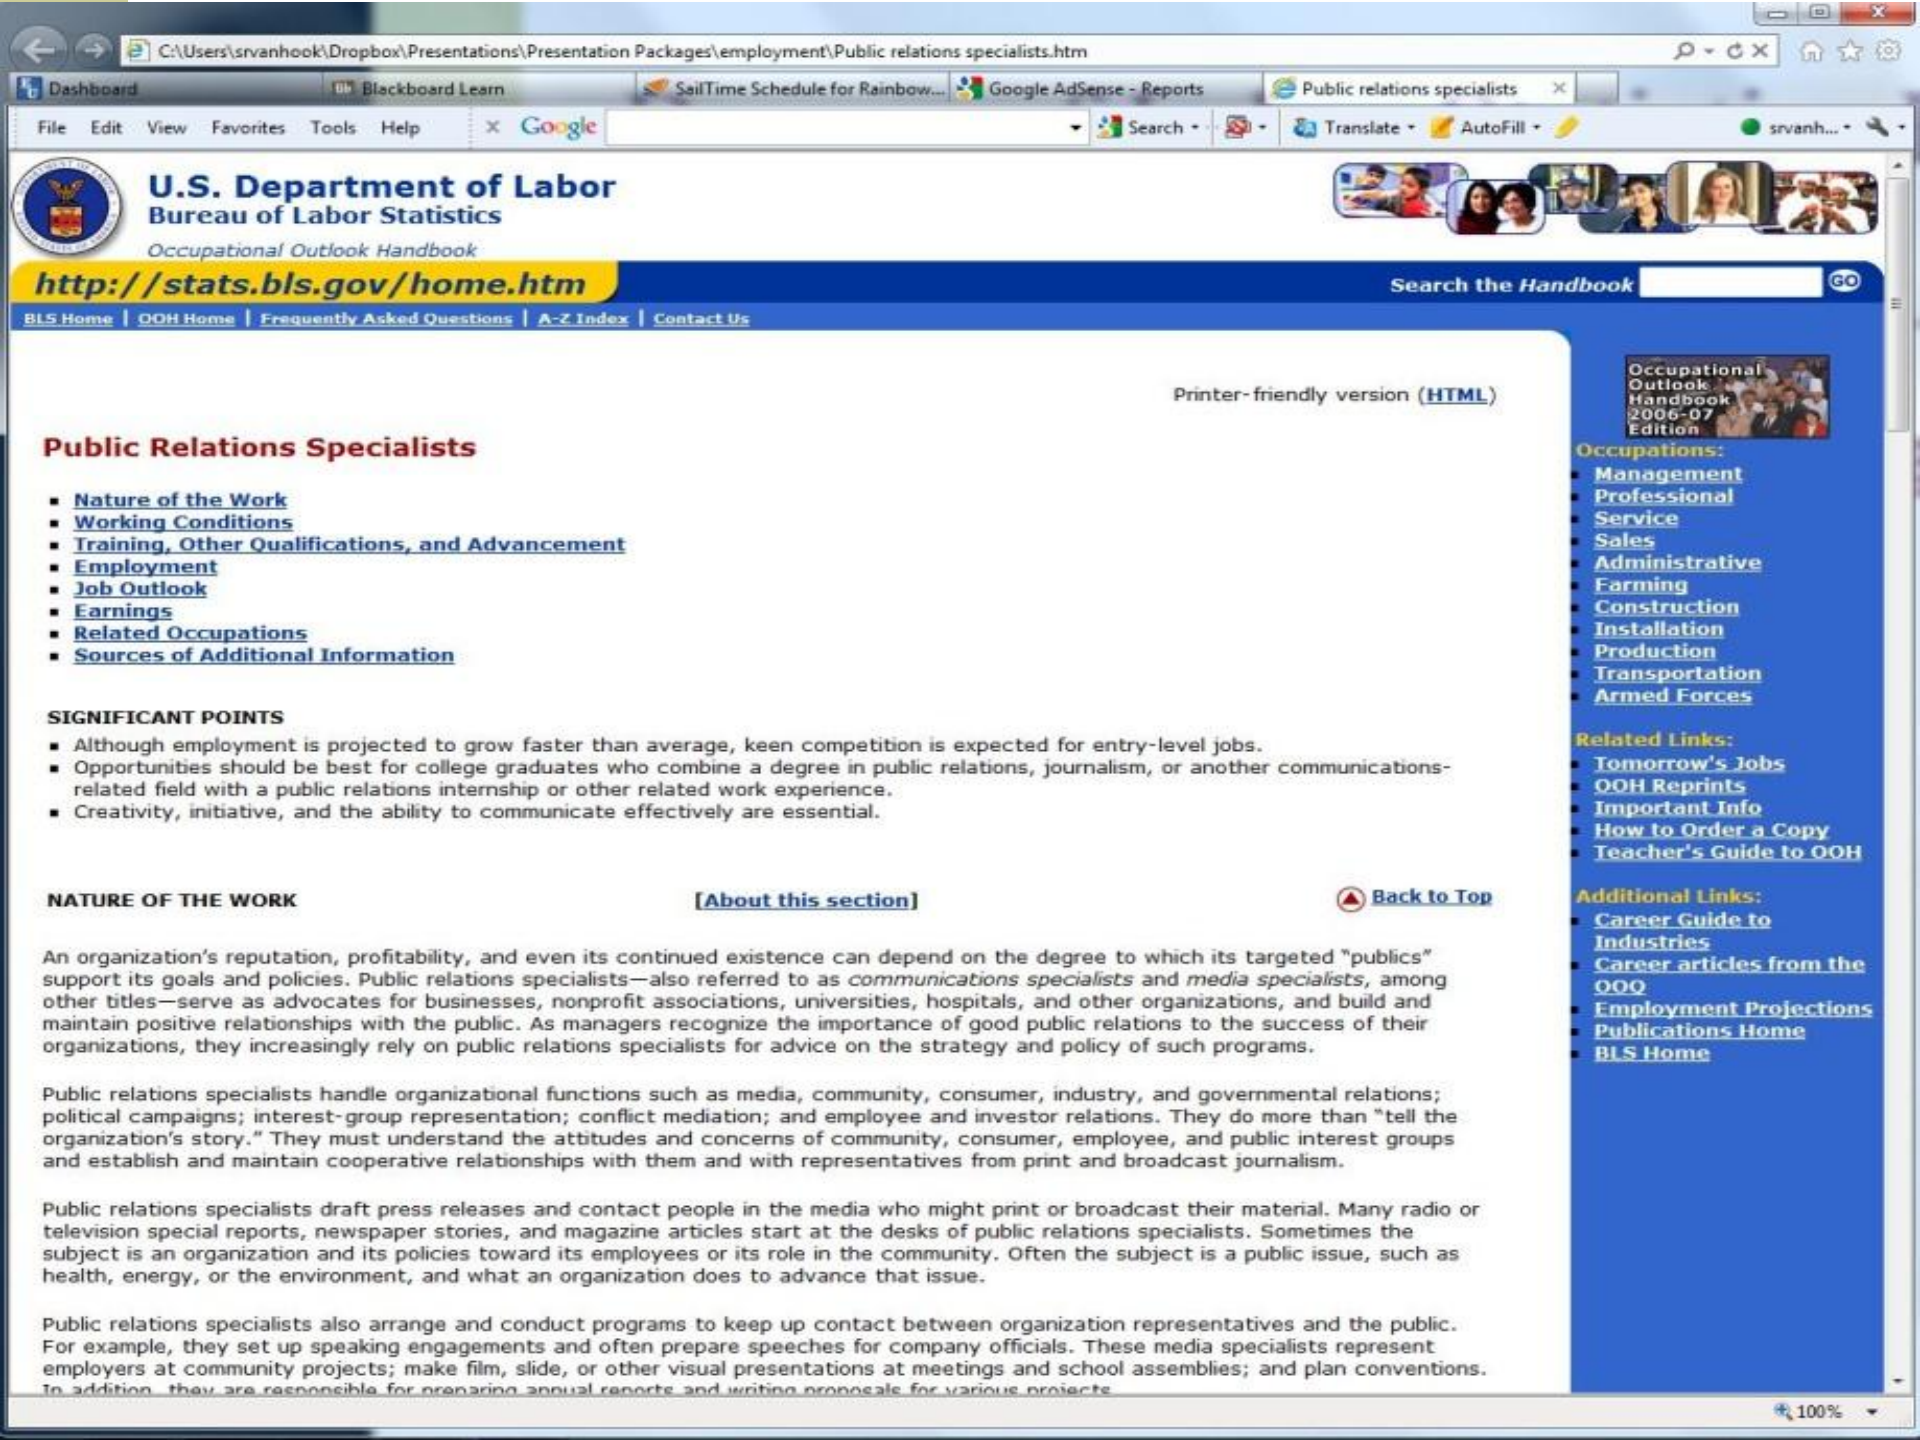 C:\Users\srvanhook\Dropbox\Presentations\Presentation Packages\employment\Public relations specialists.htm
Dashboard
Blackboard Learn
SailTime Schedule for Rainbow...
Google AdSense - Reports
Public relations specialists
File Edit View Favorites Tools Help
Google
Search
Translate
AutoFill
srvanh...
U.S. Department of Labor
Bureau of Labor Statistics
Occupational Outlook Handbook
http://stats.bls.gov/home.htm
Search the Handbook
GO
BLS Home | OOH Home | Frequently Asked Questions | A-Z Index | Contact Us
Printer-friendly version (HTML)
Public Relations Specialists
Nature of the Work
Working Conditions
Training, Other Qualifications, and Advancement
Employment
Job Outlook
Earnings
Related Occupations
Sources of Additional Information
SIGNIFICANT POINTS
Although employment is projected to grow faster than average, keen competition is expected for entry-level jobs.
Opportunities should be best for college graduates who combine a degree in public relations, journalism, or another communications-
related field with a public relations internship or other related work experience.
Creativity, initiative, and the ability to communicate effectively are essential.
NATURE OF THE WORK
[About this section]
Back to Top
An organization's reputation, profitability, and even its continued existence can depend on the degree to which its targeted "publics"
support its goals and policies. Public relations specialists—also referred to as communications specialists and media specialists, among
other titles—serve as advocates for businesses, nonprofit associations, universities, hospitals, and other organizations, and build and
maintain positive relationships with the public. As managers recognize the importance of good public relations to the success of their
organizations, they increasingly rely on public relations specialists for advice on the strategy and policy of such programs.
Public relations specialists handle organizational functions such as media, community, consumer, industry, and governmental relations;
political campaigns; interest-group representation; conflict mediation; and employee and investor relations. They do more than "tell the
organization's story." They must understand the attitudes and concerns of community, consumer, employee, and public interest groups
and establish and maintain cooperative relationships with them and with representatives from print and broadcast journalism.
Public relations specialists draft press releases and contact people in the media who might print or broadcast their material. Many radio or
television special reports, newspaper stories, and magazine articles start at the desks of public relations specialists. Sometimes the
subject is an organization and its policies toward its employees or its role in the community. Often the subject is a public issue, such as
health, energy, or the environment, and what an organization does to advance that issue.
Public relations specialists also arrange and conduct programs to keep up contact between organization representatives and the public.
For example, they set up speaking engagements and often prepare speeches for company officials. These media specialists represent
employers at community projects; make film, slide, or other visual presentations at meetings and school assemblies; and plan conventions.
In addition, they are responsible for preparing annual reports and writing proposals for various projects.
Occupational
Outlook
Handbook
2006-07
Edition
Occupations:
Management
Professional
Service
Sales
Administrative
Farming
Construction
Installation
Production
Transportation
Armed Forces
Related Links:
Tomorrow's Jobs
OOH Reprints
Important Info
How to Order a Copy
Teacher's Guide to OOH
Additional Links:
Career Guide to
Industries
Career articles from the
OOQ
Employment Projections
Publications Home
BLS Home
100%